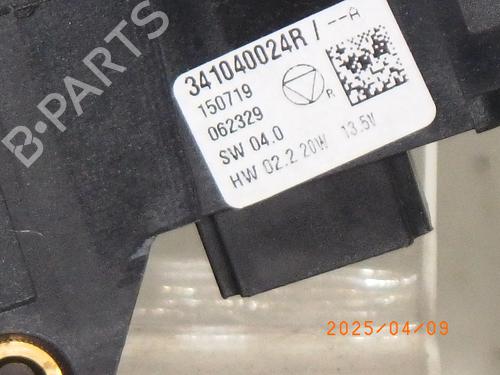 341040024R / --A
150719
062329
R
SW 04.0
HW 02.2 20W 13.5V
B-PARTS
2025/04/09